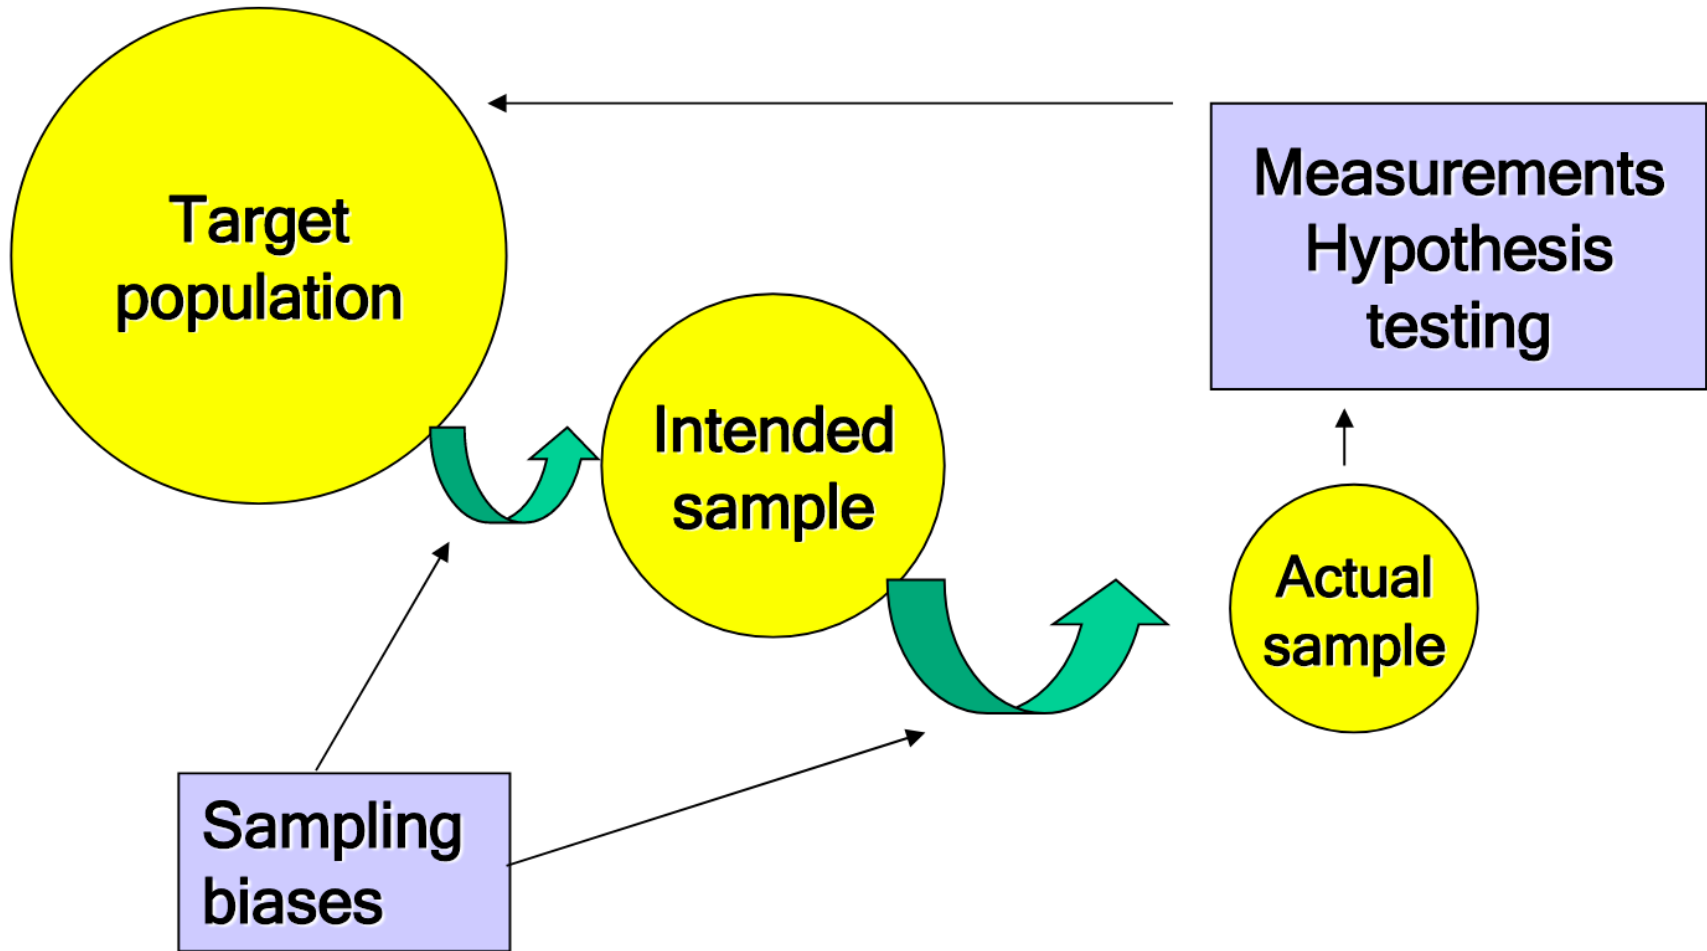 Target
population
Intended
sample
Measurements
Hypothesis
testing
Actual
sample
Sampling
biases